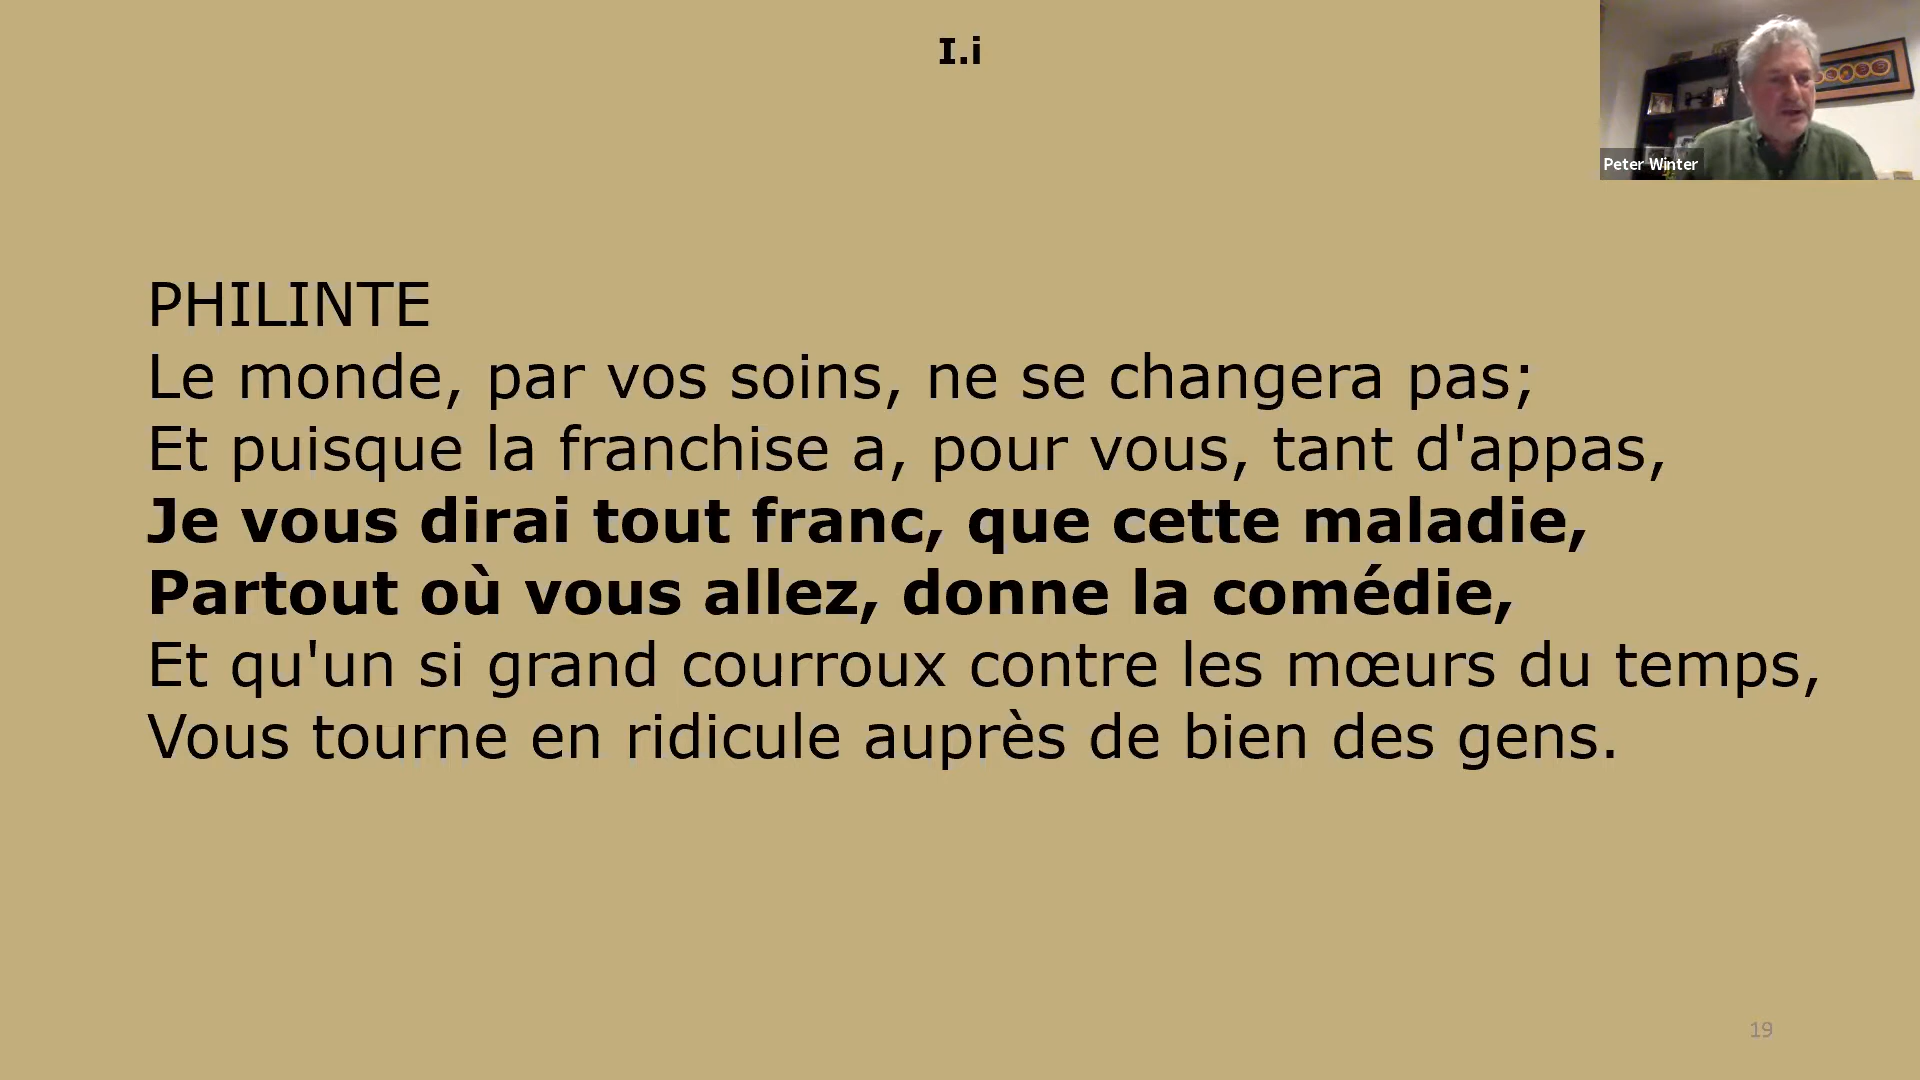 I.i
Peter Winter
PHILINTE
Le monde, par vos soins, ne se changera pas;
Et puisque la franchise a, pour vous, tant d'appas,
Je vous dirai tout franc, que cette maladie,
Partout où vous allez, donne la comédie,
Et qu'un si grand courroux contre les mœurs du temps,
Vous tourne en ridicule auprès de bien des gens.
19